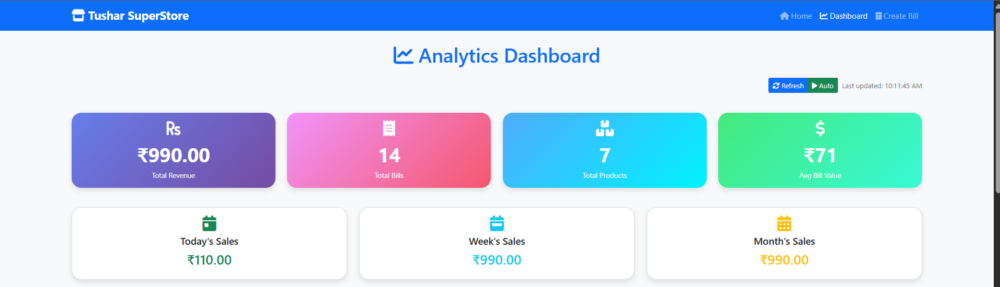 Tushar SuperStore
Home Dashboard Create Bill
Analytics Dashboard
Refresh Auto Last updated: 10:11:45 AM
₨
₹990.00
Total Revenue
14
Total Bills
7
Total Products
$
₹71
Avg Bill Value
Today's Sales
₹110.00
Week's Sales
₹990.00
Month's Sales
₹990.00